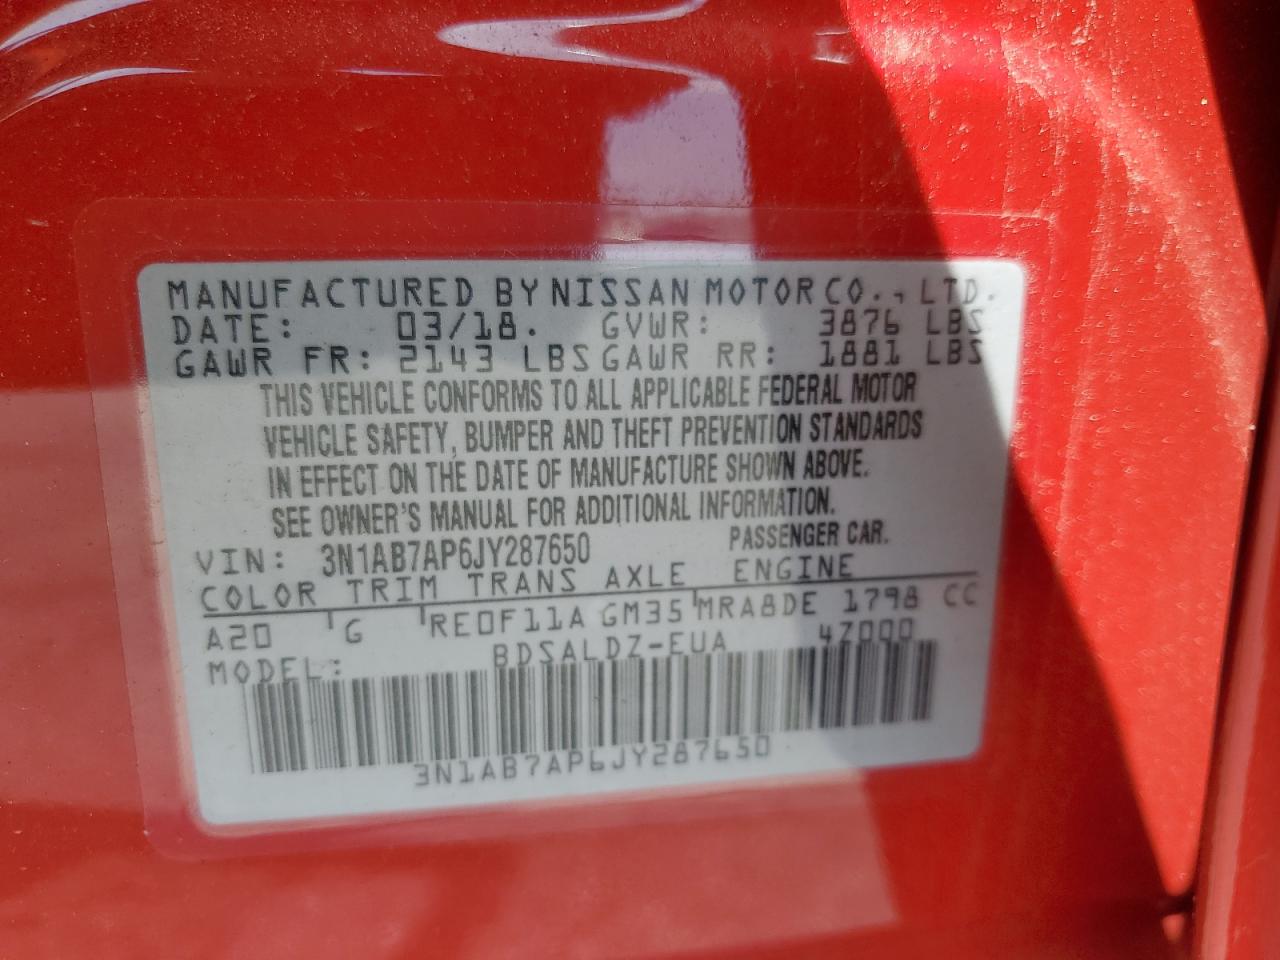 MANUFACTURED BY NISSAN MOTOR CO., LTD.
DATE: 03/18. GVWR: 3876 LBS
GAWR FR: 2143 LBS GAWR RR: 1881 LBS
THIS VEHICLE CONFORMS TO ALL APPLICABLE FEDERAL MOTOR
VEHICLE SAFETY, BUMPER AND THEFT PREVENTION STANDARDS
IN EFFECT ON THE DATE OF MANUFACTURE SHOWN ABOVE.
SEE OWNER'S MANUAL FOR ADDITIONAL INFORMATION.
VIN: 3N1AB7AP6JY287650 PASSENGER CAR.
COLOR TRIM TRANS AXLE ENGINE
A20 G RE0F11A GM35 MRA8DE 1798 CC
MODEL: BDSALDZ-EUA 4Z000
3N1AB7AP6JY287650